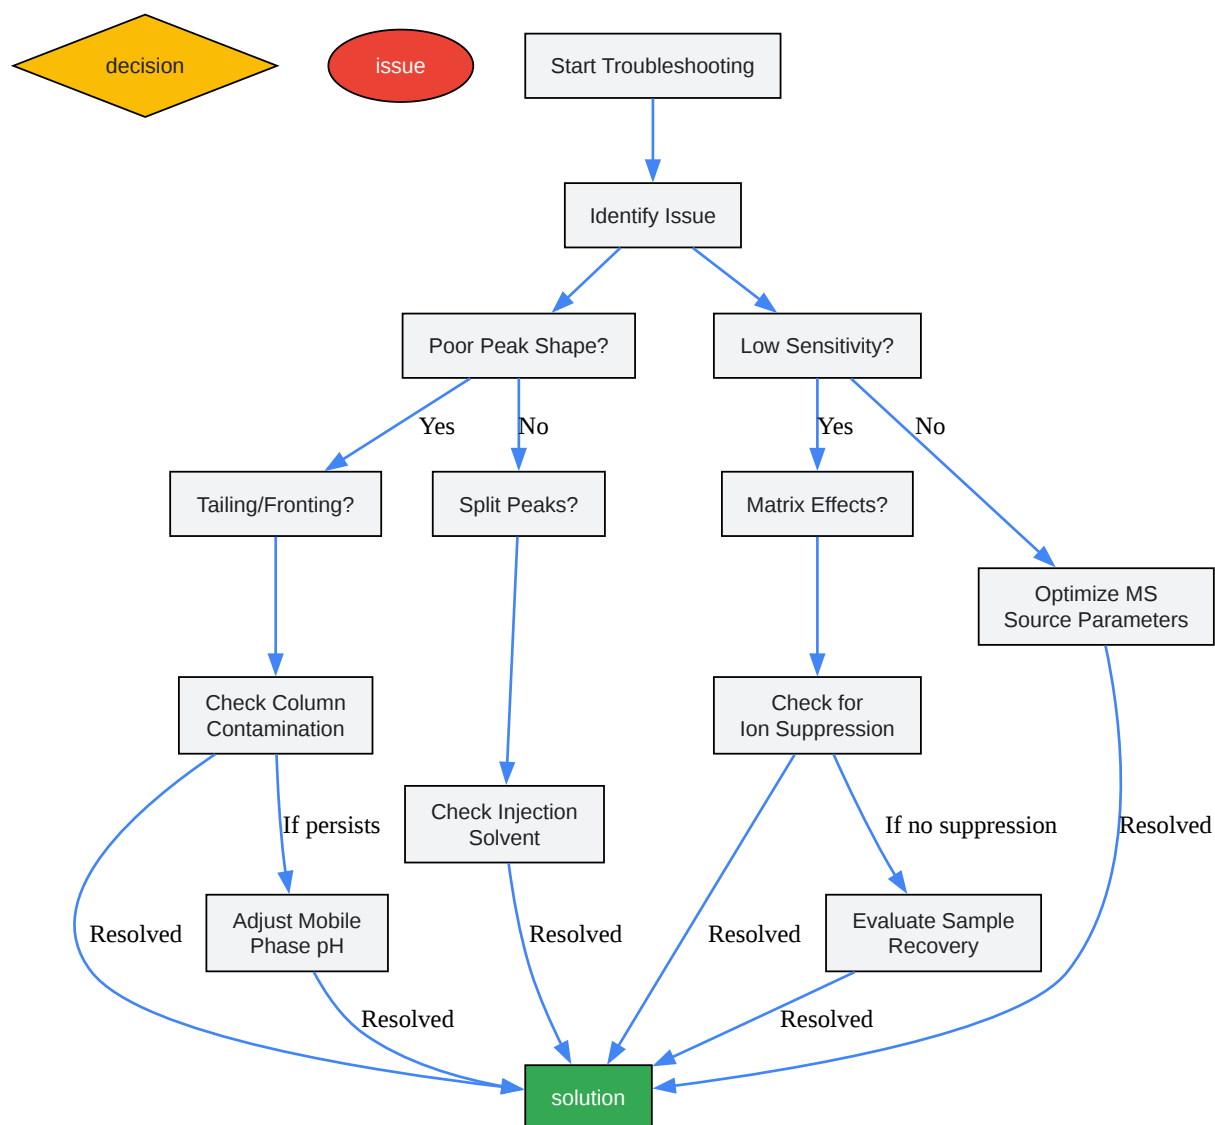 decision
issue
Start Troubleshooting
Identify Issue
Poor Peak Shape?
Low Sensitivity?
Yes
No
Yes
No
Tailing/Fronting?
Split Peaks?
Matrix Effects?
Optimize MS
Source Parameters
Check Column
Contamination
Check for
Ion Suppression
Check Injection
Solvent
If persists
If no suppression
Resolved
Adjust Mobile
Phase pH
Evaluate Sample
Recovery
Resolved
Resolved
Resolved
Resolved
Resolved
solution